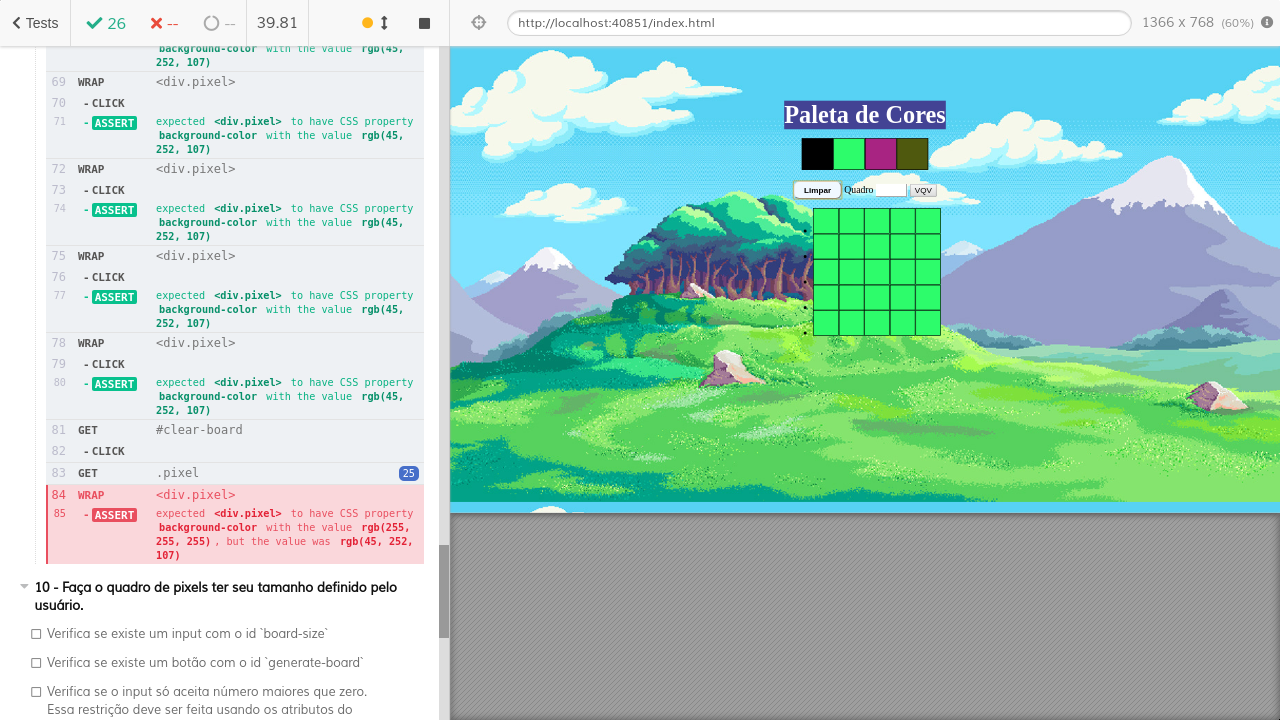 Tests
26
--
--
39.81
http://localhost:40851/index.html
1366 x 768 (60%)
background-color with the value rgb(45,
252, 107)
69 WRAP <div.pixel>
70 -CLICK
71 -ASSERT expected <div.pixel> to have CSS property
background-color with the value rgb(45,
252, 107)
72 WRAP <div.pixel>
73 -CLICK
74 -ASSERT expected <div.pixel> to have CSS property
background-color with the value rgb(45,
252, 107)
75 WRAP <div.pixel>
76 -CLICK
77 -ASSERT expected <div.pixel> to have CSS property
background-color with the value rgb(45,
252, 107)
78 WRAP <div.pixel>
79 -CLICK
80 -ASSERT expected <div.pixel> to have CSS property
background-color with the value rgb(45,
252, 107)
81 GET #clear-board
82 -CLICK
83 GET .pixel 25
84 WRAP <div.pixel>
85 -ASSERT expected <div.pixel> to have CSS property
background-color with the value rgb(255,
255, 255) , but the value was rgb(45, 252,
107)
10 - Faça o quadro de pixels ter seu tamanho definido pelo
usuário.
Verifica se existe um input com o id `board-size`
Verifica se existe um botão com o id `generate-board`
Verifica se o input só aceita número maiores que zero.
Essa restrição deve ser feita usando os atributos do
Paleta de Cores
Limpar Quadro VQV